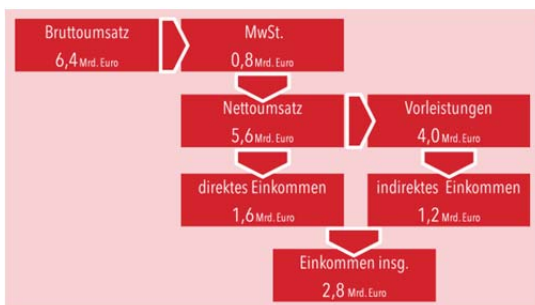 Bruttoumsatz
6,4 Mrd. Euro
MwSt.
0,8 Mrd. Euro
Nettoumsatz
5,6 Mrd. Euro
Vorleistungen
4,0 Mrd. Euro
direktes Einkommen
1,6 Mrd. Euro
indirektes Einkommen
1,2 Mrd. Euro
Einkommen insg.
2,8 Mrd. Euro